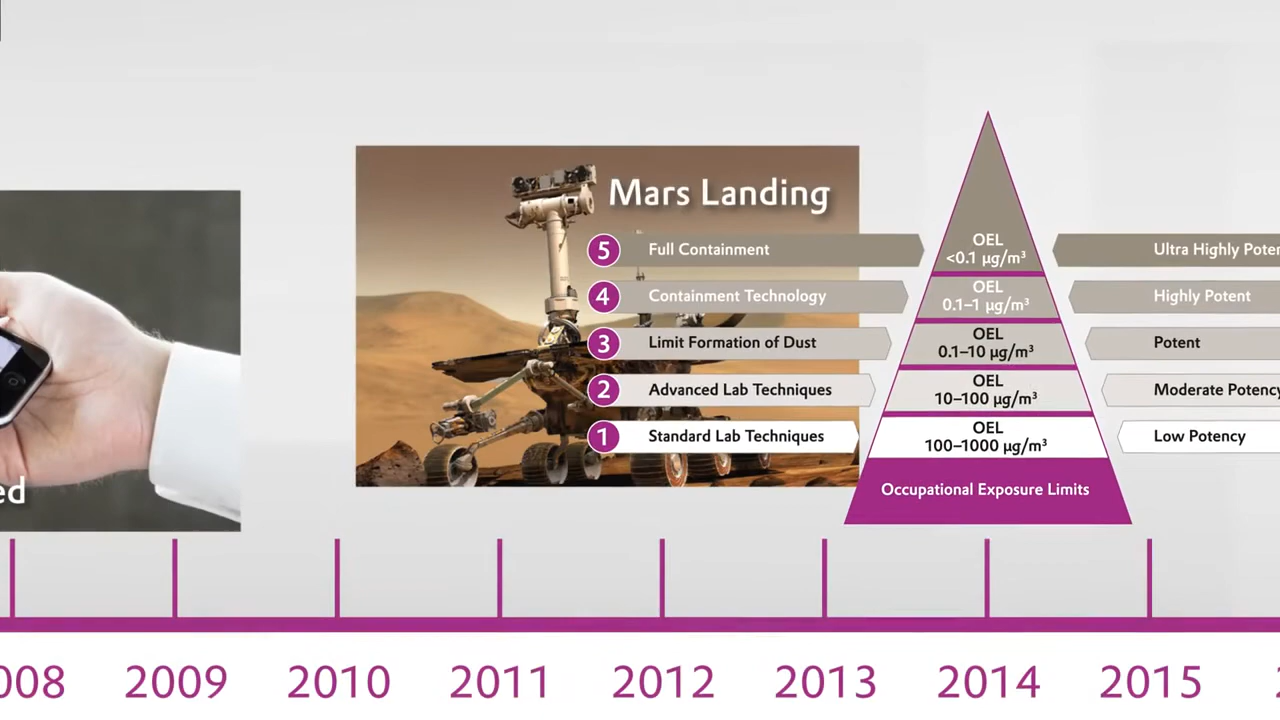 Mars Landing
5 Full Containment
OEL
<0.1 µg/m³
Ultra Highly
4 Containment Technology
OEL
0.1–1 µg/m³
Highly Potent
3 Limit Formation of Dust
OEL
0.1–10 µg/m³
Potent
2 Advanced Lab Techniques
OEL
10–100 µg/m³
Moderate Potency
1 Standard Lab Techniques
OEL
100–1000 µg/m³
Low Potency
Occupational Exposure Limits
ed
008 2009 2010 2011 2012 2013 2014 2015